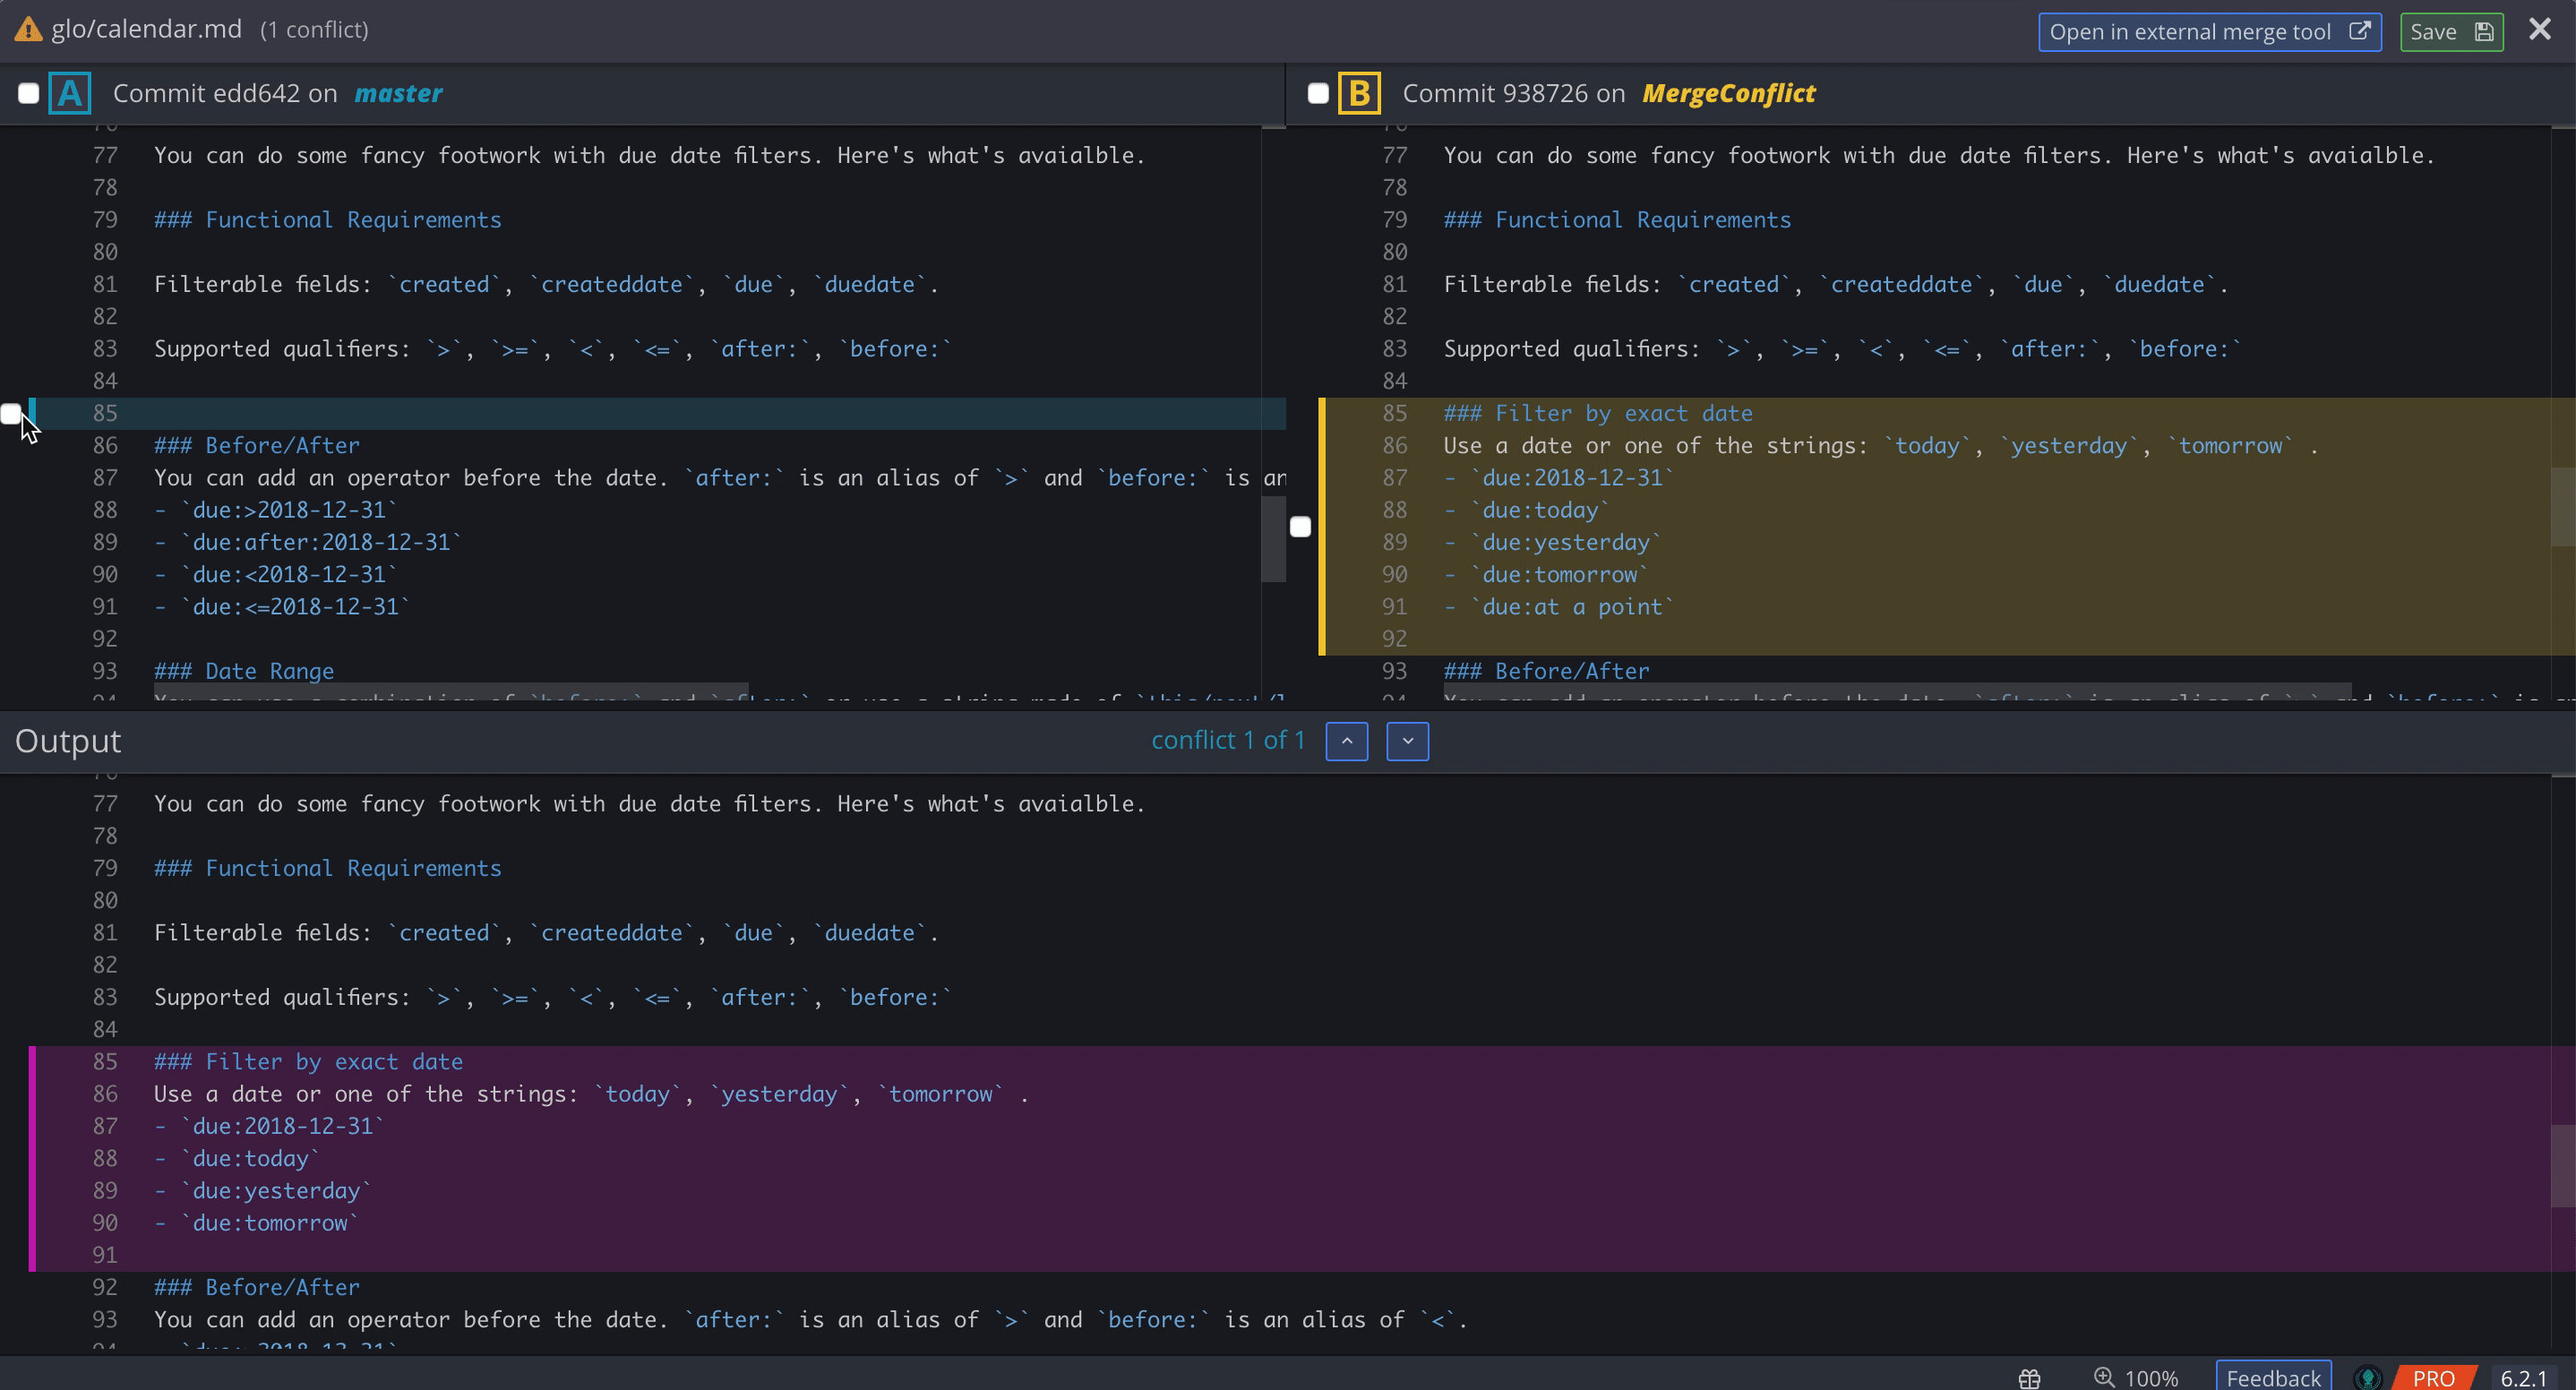 glo/calendar.md (1 conflict) Open in external merge tool Save
A Commit edd642 on master
77 You can do some fancy footwork with due date filters. Here's what's avaialble.
78
79 ### Functional Requirements
80
81 Filterable fields: `created`, `createddate`, `due`, `duedate`.
82
83 Supported qualifiers: `>`, `>=`, `<`, `<=`, `after:`, `before:`
84
85
86 ### Before/After
87 You can add an operator before the date. `after:` is an alias of `>` and `before:` is an
88 - `due:>2018-12-31`
89 - `due:after:2018-12-31`
90 - `due:<2018-12-31`
91 - `due:<=2018-12-31`
92
93 ### Date Range
B Commit 938726 on MergeConflict
77 You can do some fancy footwork with due date filters. Here's what's avaialble.
78
79 ### Functional Requirements
80
81 Filterable fields: `created`, `createddate`, `due`, `duedate`.
82
83 Supported qualifiers: `>`, `>=`, `<`, `<=`, `after:`, `before:`
84
85 ### Filter by exact date
86 Use a date or one of the strings: `today`, `yesterday`, `tomorrow` .
87 - `due:2018-12-31`
88 - `due:today`
89 - `due:yesterday`
90 - `due:tomorrow`
91 - `due:at a point`
92
93 ### Before/After
Output conflict 1 of 1
77 You can do some fancy footwork with due date filters. Here's what's avaialble.
78
79 ### Functional Requirements
80
81 Filterable fields: `created`, `createddate`, `due`, `duedate`.
82
83 Supported qualifiers: `>`, `>=`, `<`, `<=`, `after:`, `before:`
84
85 ### Filter by exact date
86 Use a date or one of the strings: `today`, `yesterday`, `tomorrow` .
87 - `due:2018-12-31`
88 - `due:today`
89 - `due:yesterday`
90 - `due:tomorrow`
91
92 ### Before/After
93 You can add an operator before the date. `after:` is an alias of `>` and `before:` is an alias of `<`.
100% Feedback PRO 6.2.1